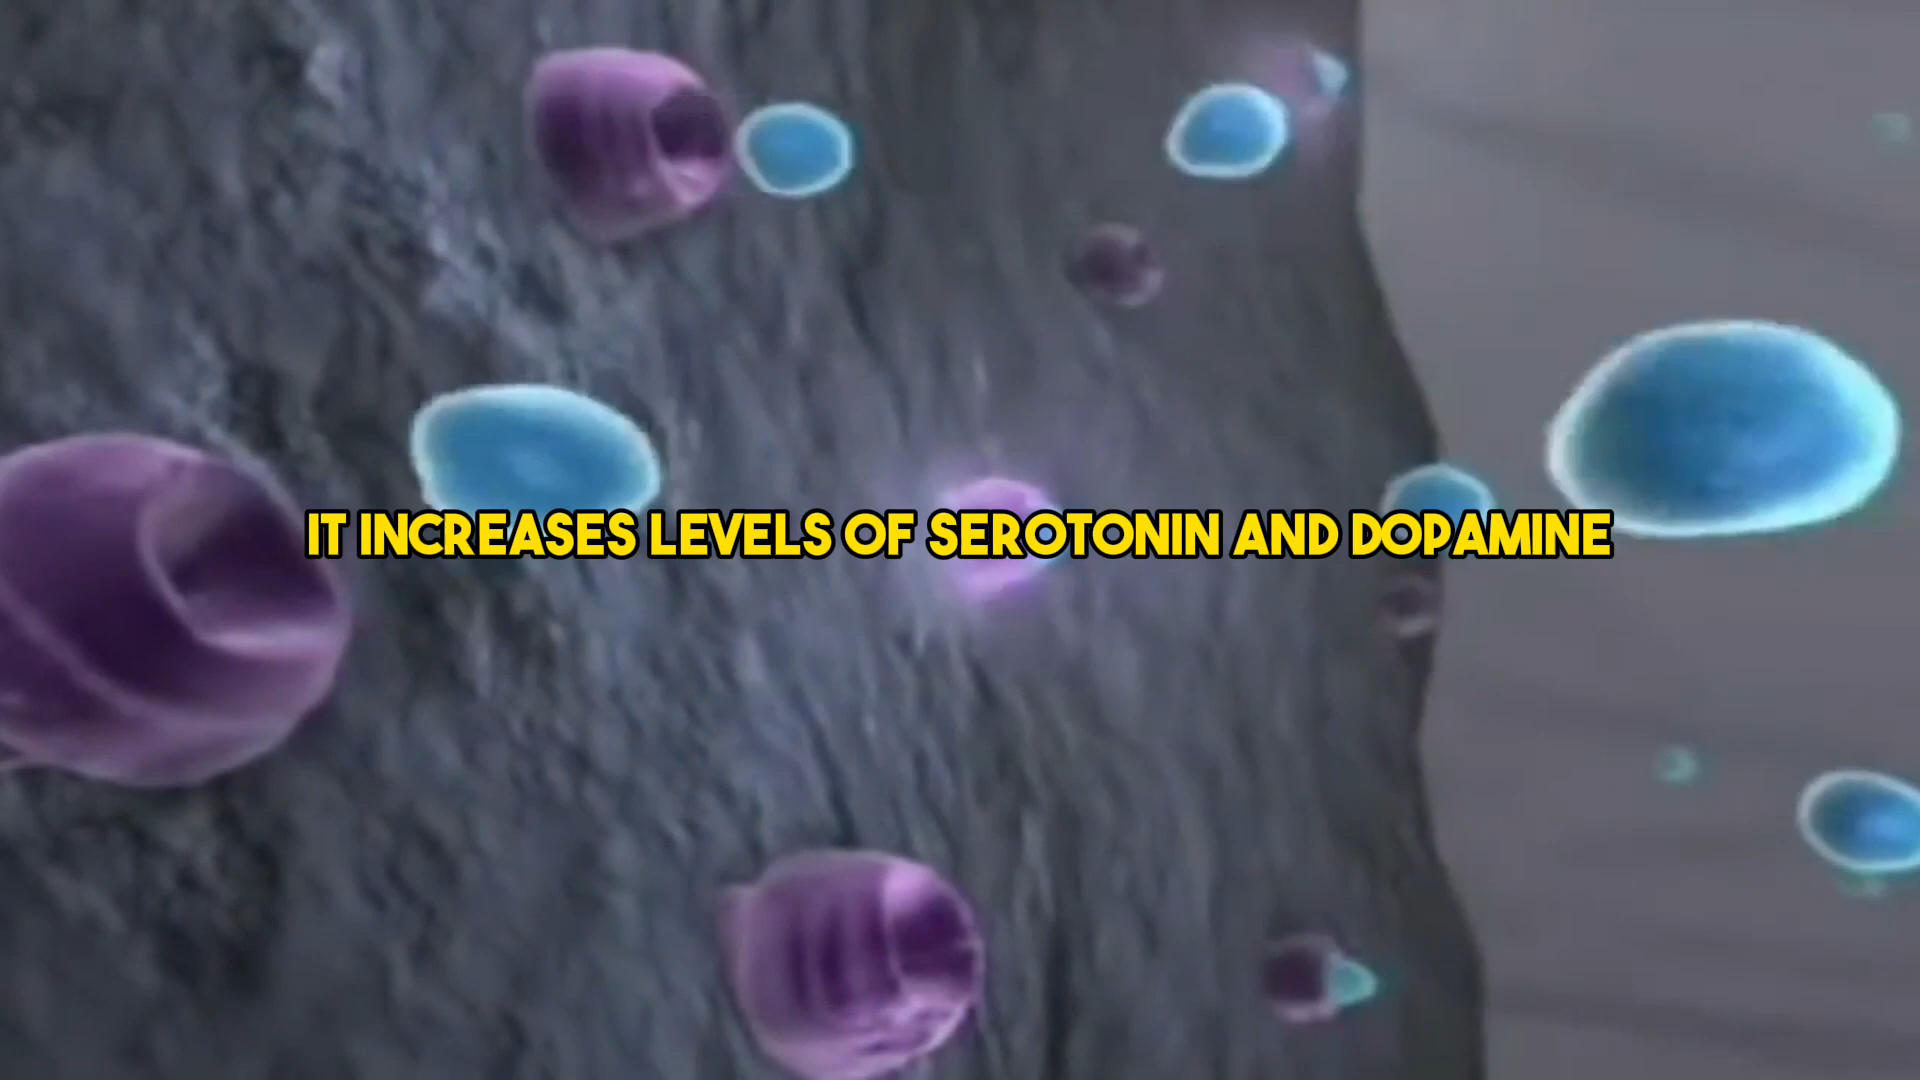 IT INCREASES LEVELS OF SEROTONIN AND DOPAMINE